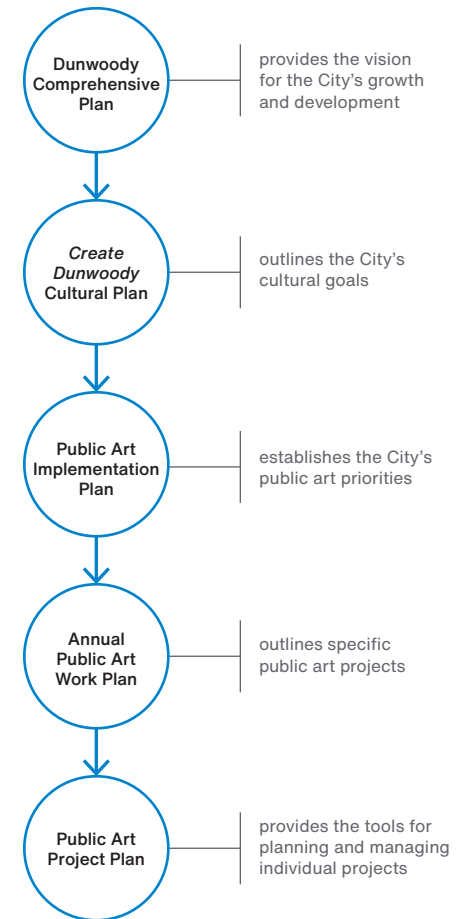 Dunwoody
Comprehensive
Plan
provides the vision
for the City's growth
and development
Create
Dunwoody
Cultural Plan
outlines the City's
cultural goals
Public Art
Implementation
Plan
establishes the City's
public art priorities
Annual
Public Art
Work Plan
outlines specific
public art projects
Public Art
Project Plan
provides the tools for
planning and managing
individual projects